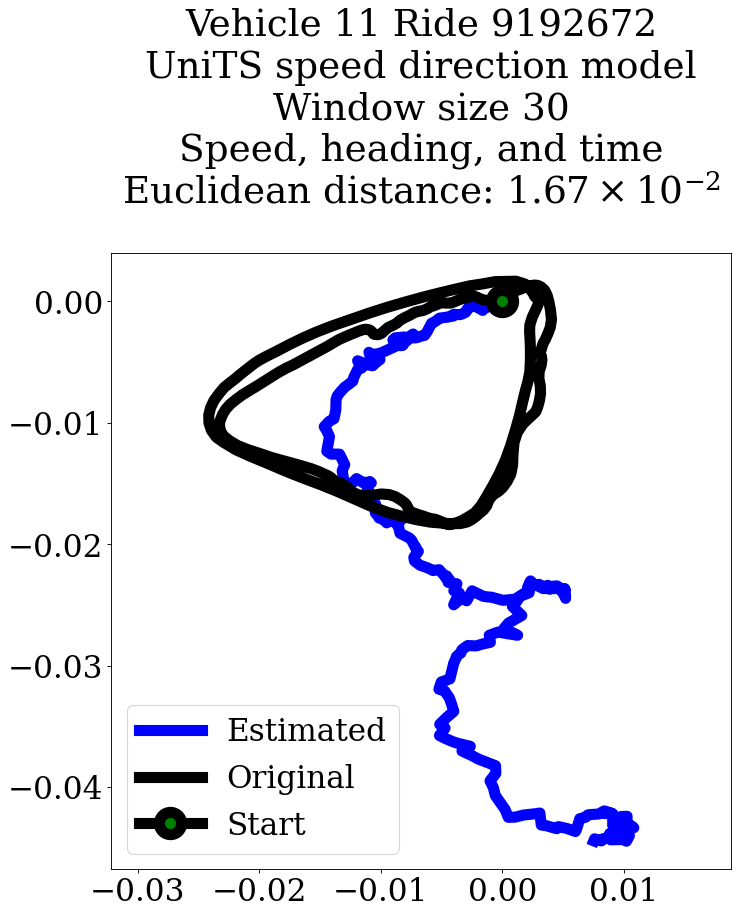 Vehicle 11 Ride 9192672
UniTS speed direction model
Window size 30
Speed, heading, and time
Euclidean distance: 1.67 × 10⁻²
0.00
−0.01
−0.02
−0.03
−0.04
Estimated
Original
Start
−0.03 −0.02 −0.01 0.00 0.01